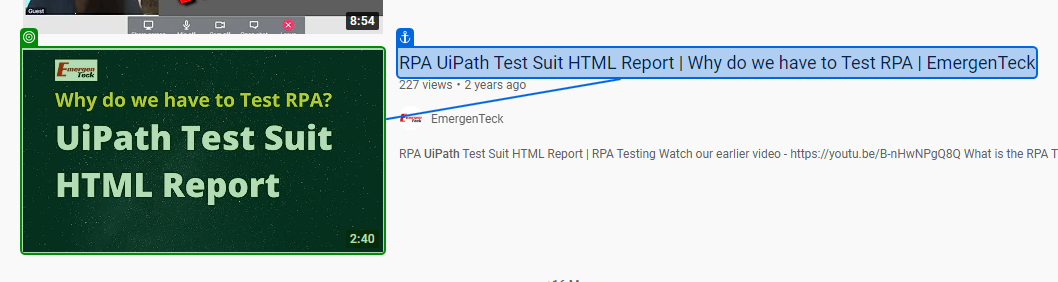 Guest
8:54
RPA UiPath Test Suit HTML Report | Why do we have to Test RPA | EmergenTeck
227 views • 2 years ago
EmergenTeck
RPA UiPath Test Suit HTML Report | RPA Testing Watch our earlier video - https://youtu.be/B-nHwNPgQ8Q What is the RPA T
Emergen
Teck
Why do we have to Test RPA?
UiPath Test Suit
HTML Report
2:40